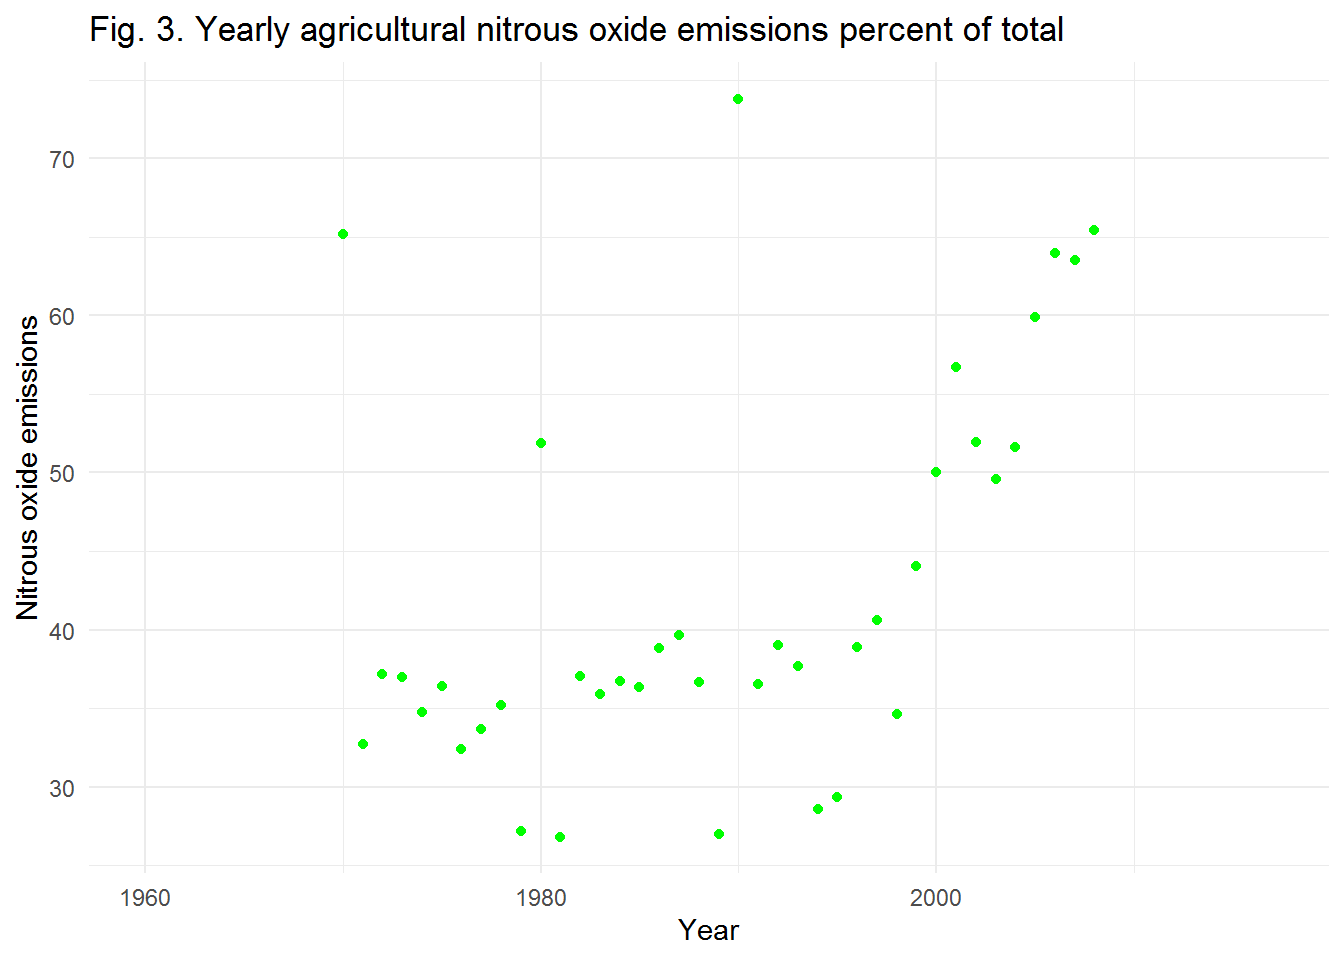 Fig. 3. Yearly agricultural nitrous oxide emissions percent of total
70
60
50
40
30
Nitrous oxide emissions
1960 1980 2000
Year